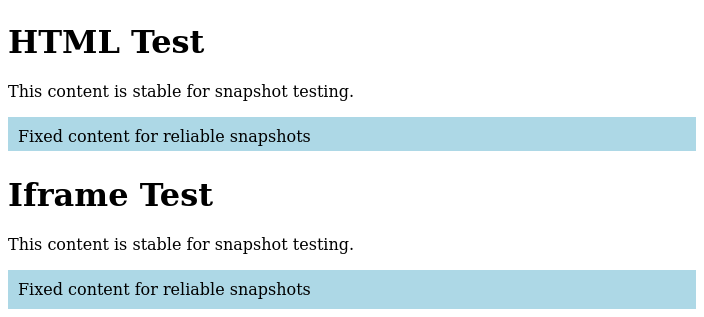 HTML Test
This content is stable for snapshot testing.
Fixed content for reliable snapshots
Iframe Test
This content is stable for snapshot testing.
Fixed content for reliable snapshots